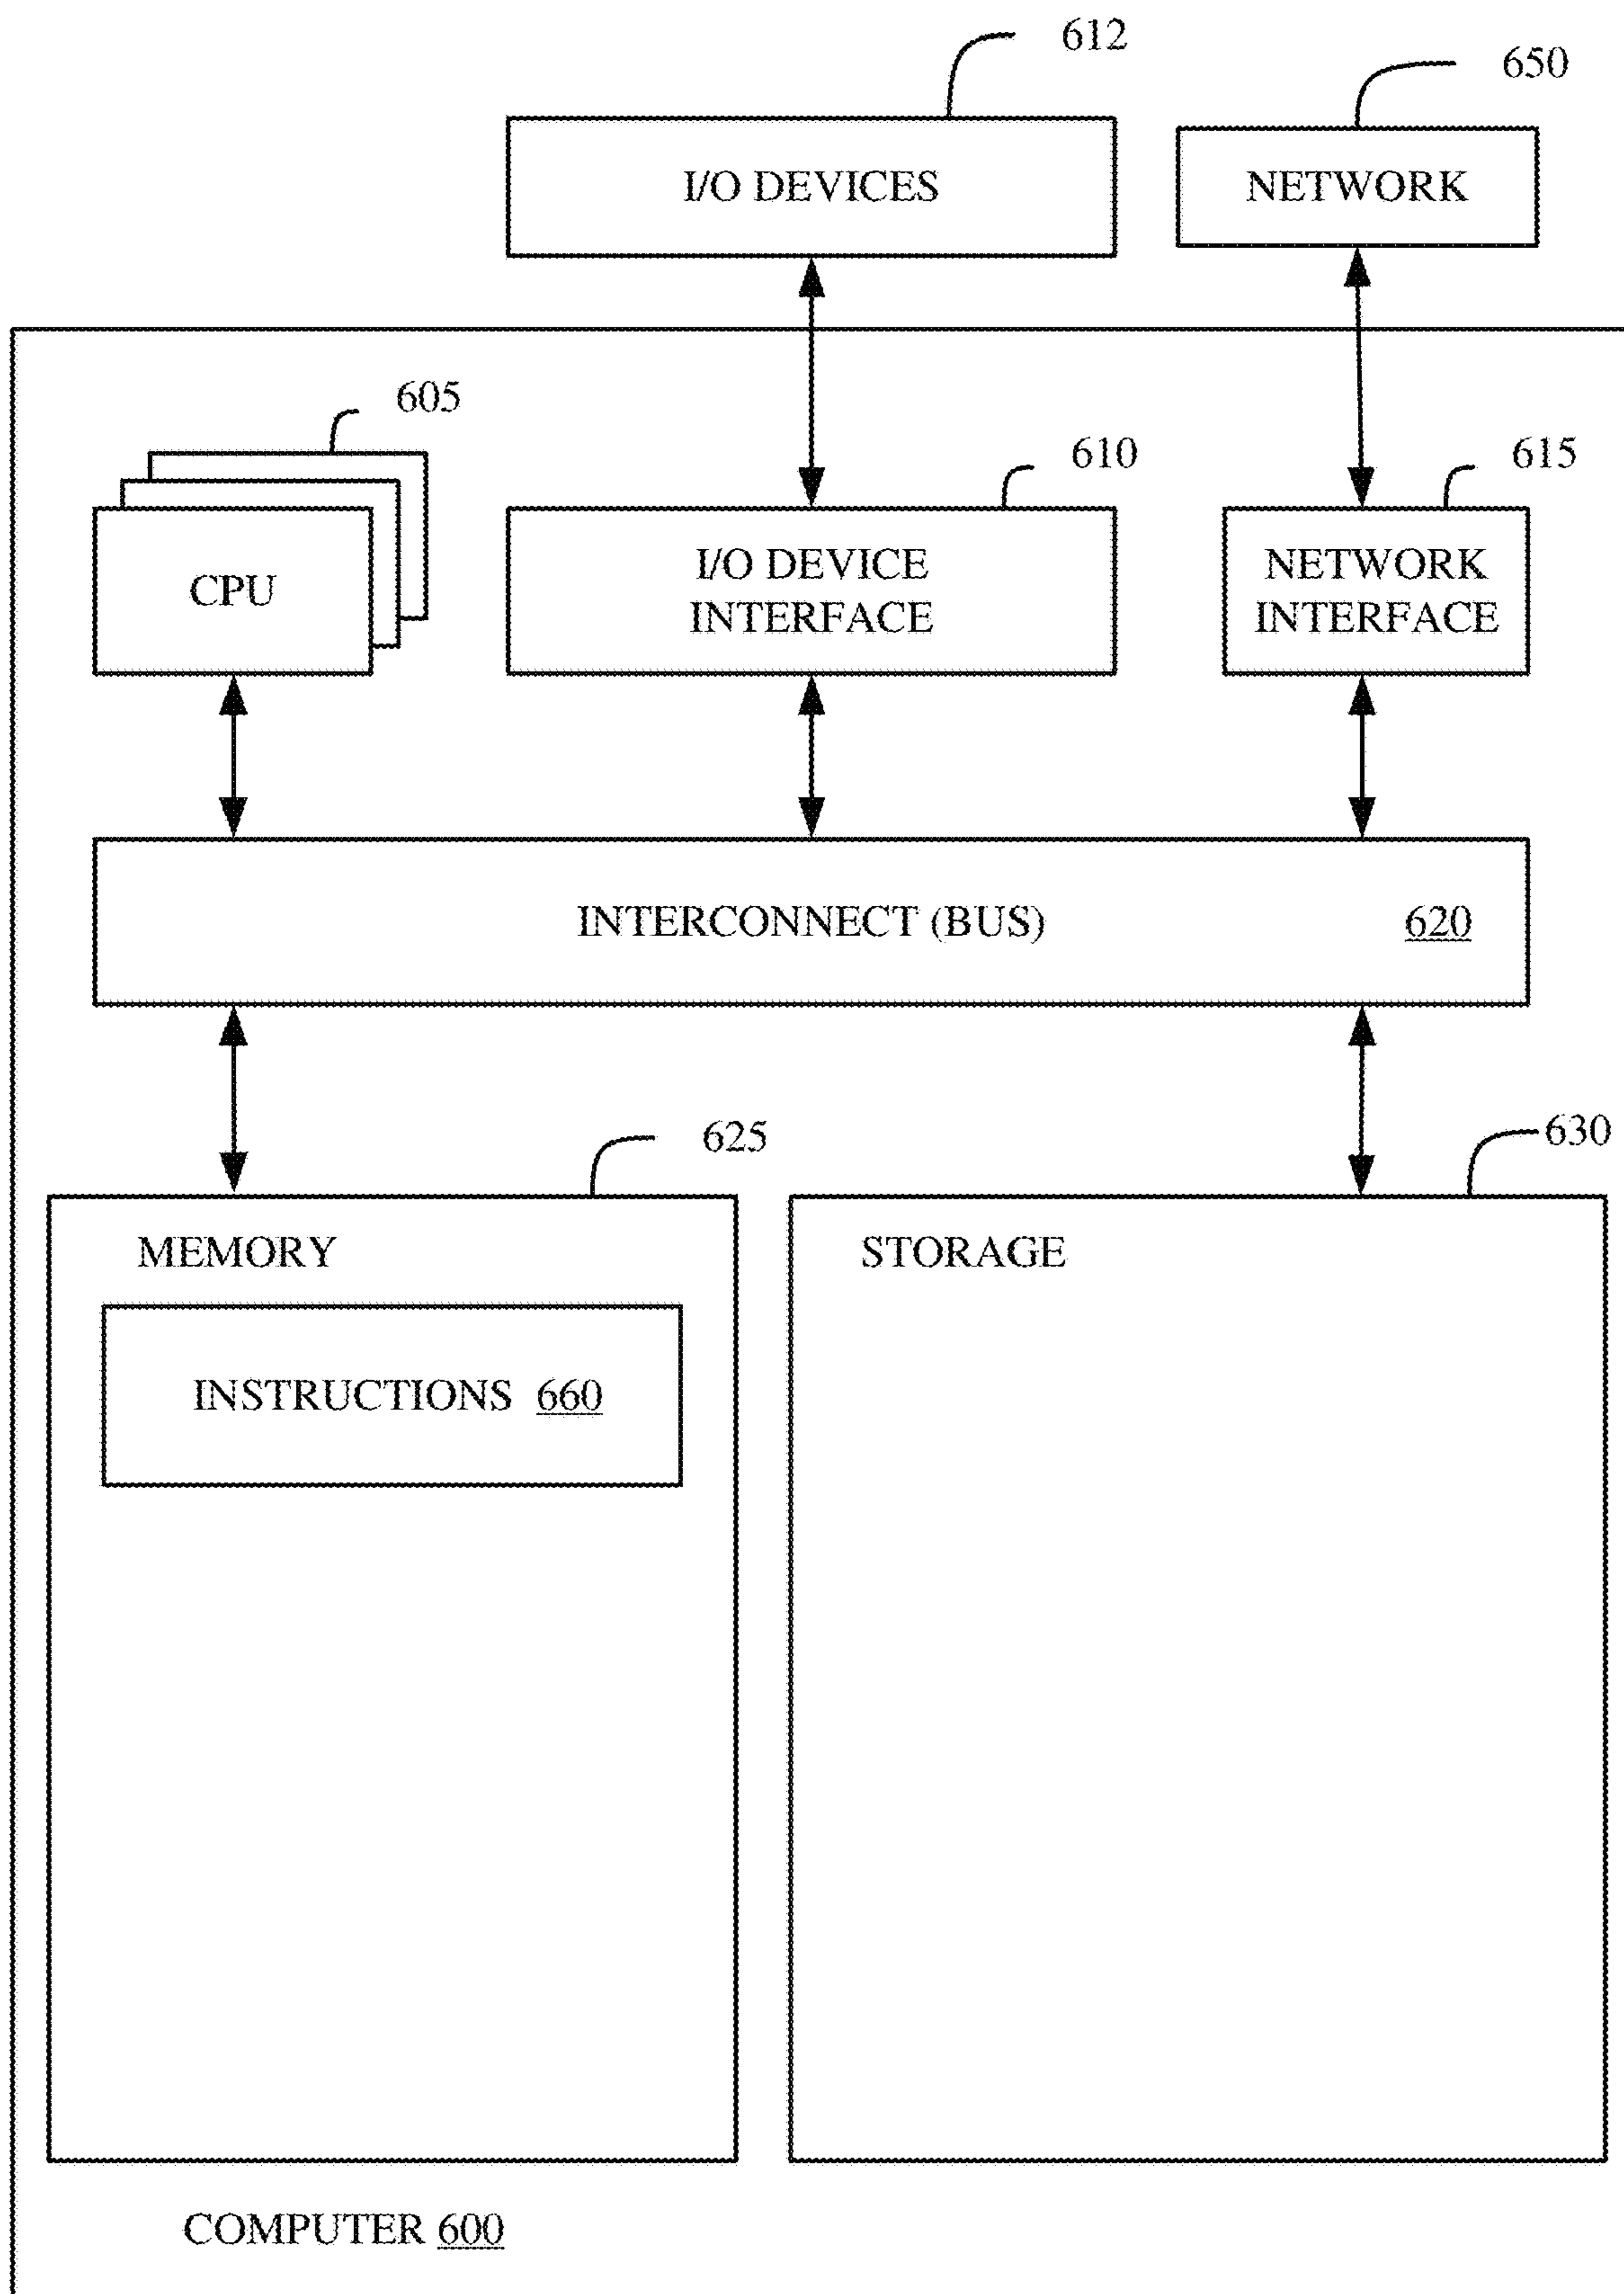 612
650
I/O DEVICES
NETWORK
605
610
615
CPU
I/O DEVICE
INTERFACE
NETWORK
INTERFACE
INTERCONNECT (BUS)
620
625
630
MEMORY
STORAGE
INSTRUCTIONS 660
COMPUTER 600